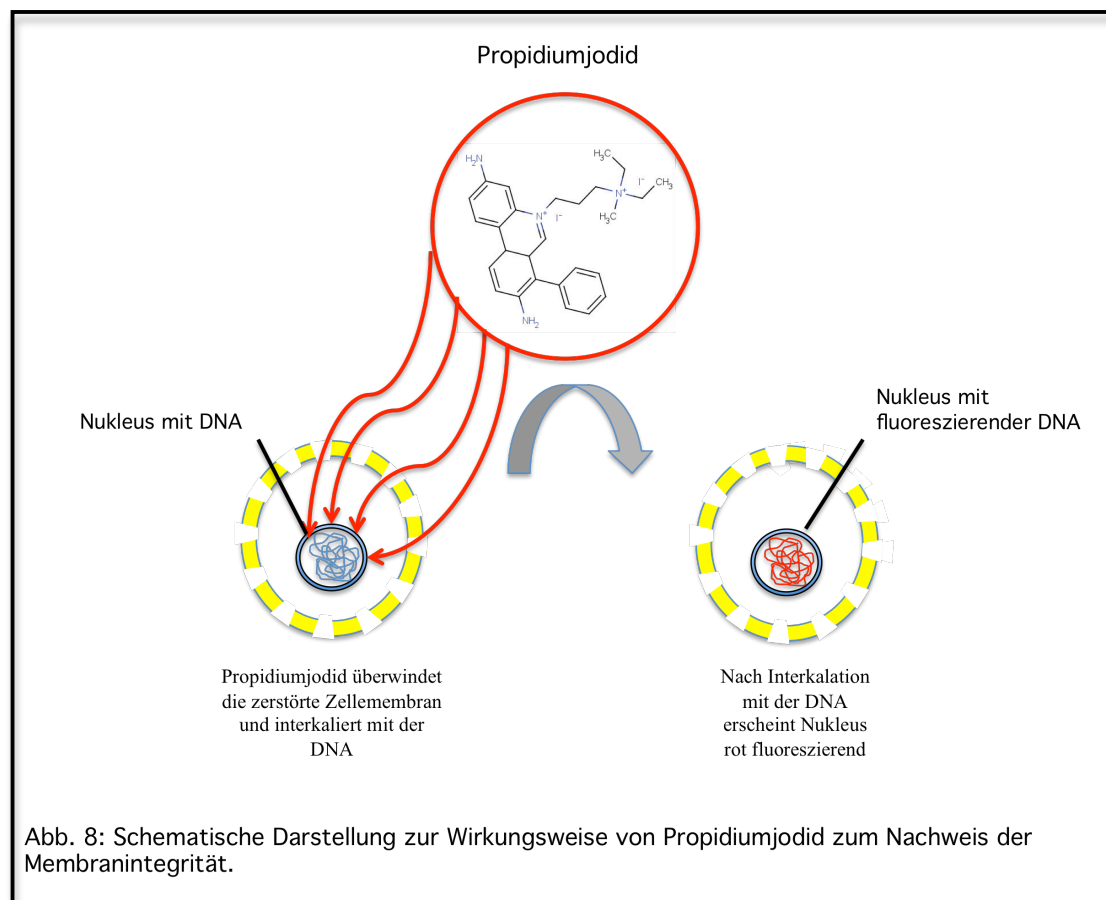 Propidiumjodid
H₂N
H₃C
N⁺
I⁻
CH₃
H₃C
N⁺
I⁻
NH₂
Nukleus mit DNA
Nukleus mit
fluoreszierender DNA
Propidiumjodid überwindet
die zerstörte Zellemembran
und interkaliert mit der
DNA
Nach Interkalation
mit der DNA
erscheint Nukleus
rot fluoreszierend
Abb. 8: Schematische Darstellung zur Wirkungsweise von Propidiumjodid zum Nachweis der
Membranintegrität.